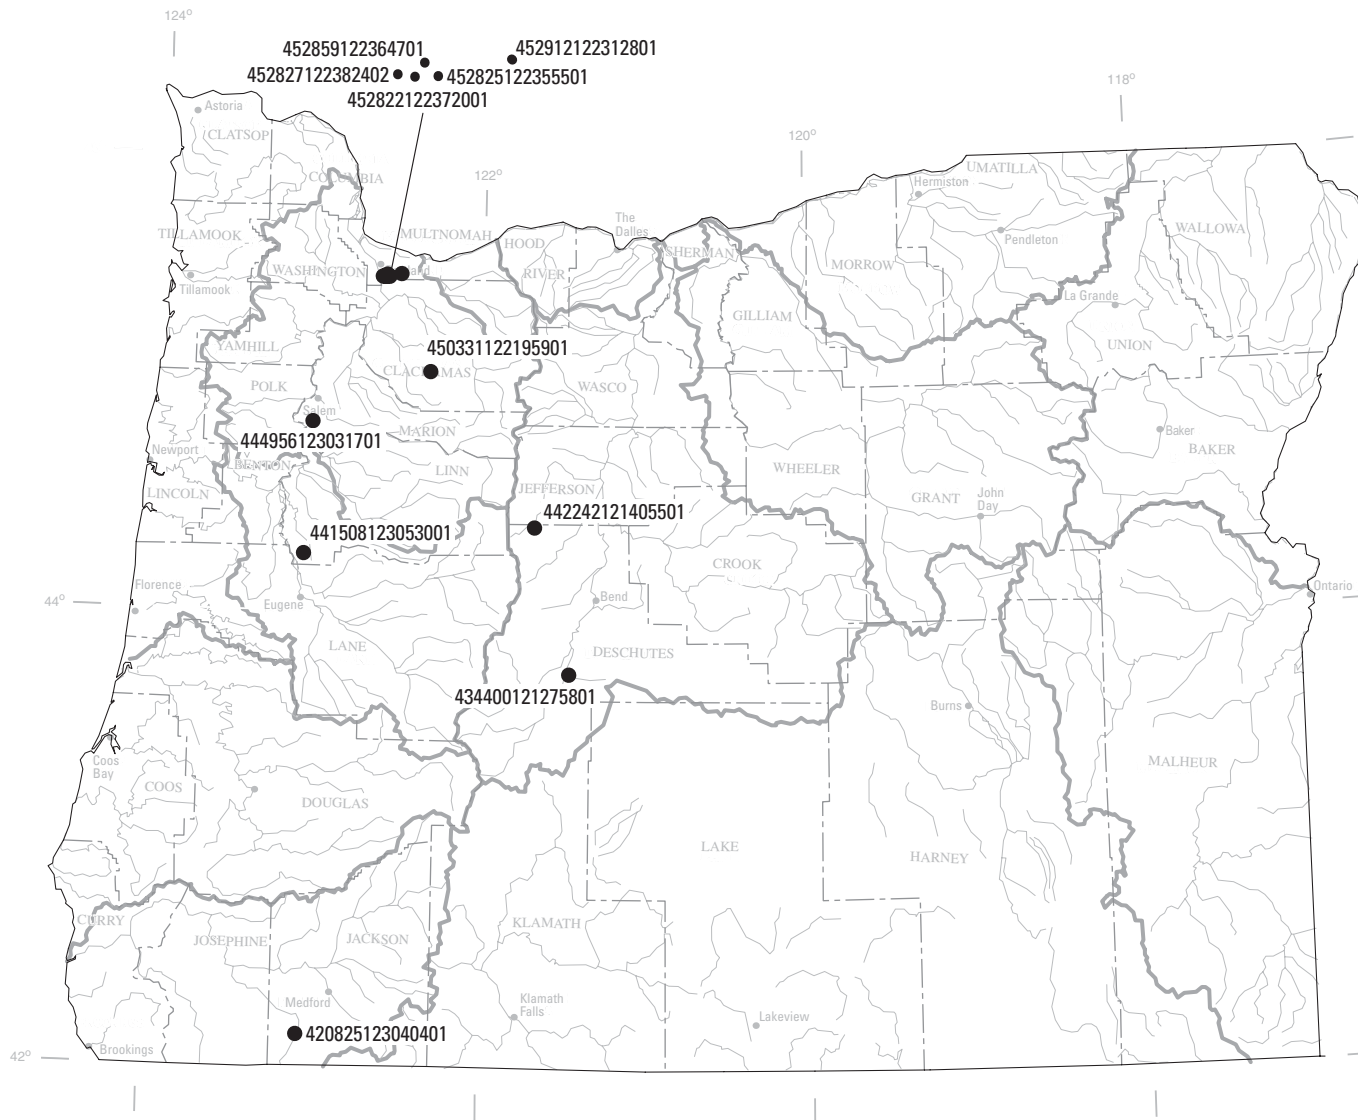 124°
452859122364701
452912122312801
452827122382402
452825122355501
452822122372001
118°
Astoria
CLATSOP
120°
COLUMBIA
122°
UMATILLA
Hermiston
The
Dalles
TILLAMOOK
MULTNOMAH
HOOD
RIVER
SHERMAN
WALLOWA
Pendleton
WASHINGTON
MORROW
Tillamook
La Grande
GILLIAM
YAMHILL
450331122195901
UNION
CLACKAMAS
POLK
WASCO
Salem
444956123031701
MARION
Baker
Newport
BENTON
LINN
WHEELER
BAKER
LINCOLN
JEFFERSON
GRANT
John
Day
442242121405501
441508123053001
CROOK
Florence
44°
Eugene
Bend
Ontario
LANE
DESCHUTES
434400121275801
Burns
Coos
Bay
COOS
DOUGLAS
MALHEUR
LAKE
HARNEY
CURRY
JOSEPHINE
JACKSON
KLAMATH
Medford
Klamath
Falls
Lakeview
420825123040401
42°
Brookings